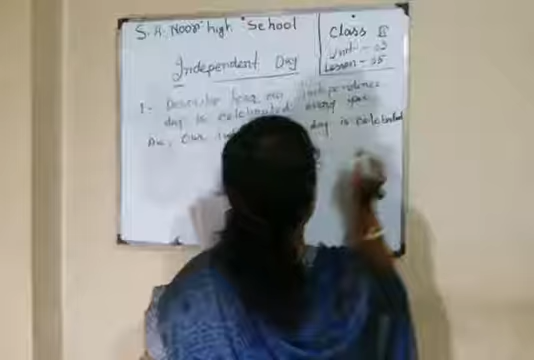 S. A. Noor high School
Class III
Unit - 03
Lesson - 05
Independent Day
1 - Describe how our independence
day is celebrated every year
Ans. Our day is celebrated